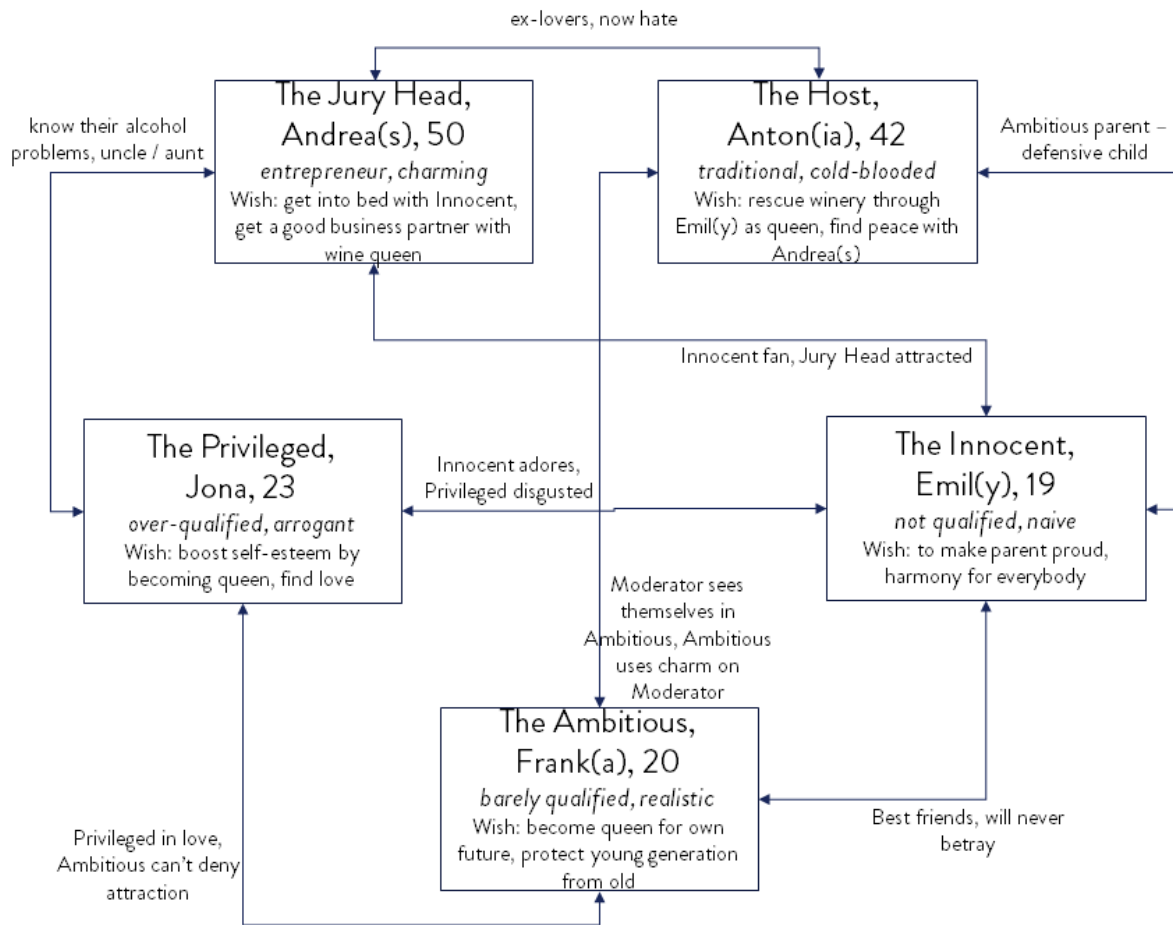 ex-lovers, now hate
The Jury Head,
Andrea(s), 50
entrepreneur, charming
Wish: get into bed with Innocent,
get a good business partner with
wine queen
The Host,
Anton(ia), 42
traditional, cold-blooded
Wish: rescue winery through
Emil(y) as queen, find peace with
Andrea(s)
know their alcohol
problems, uncle / aunt
Ambitious parent –
defensive child
Innocent fan, Jury Head attracted
The Privileged,
Jona, 23
over-qualified, arrogant
Wish: boost self-esteem by
becoming queen, find love
Innocent adores,
Privileged disgusted
The Innocent,
Emil(y), 19
not qualified, naive
Wish: to make parent proud,
harmony for everybody
Moderator sees
themselves in
Ambitious, Ambitious
uses charm on
Moderator
The Ambitious,
Frank(a), 20
barely qualified, realistic
Wish: become queen for own
future, protect young generation
from old
Privileged in love,
Ambitious can't deny
attraction
Best friends, will never
betray